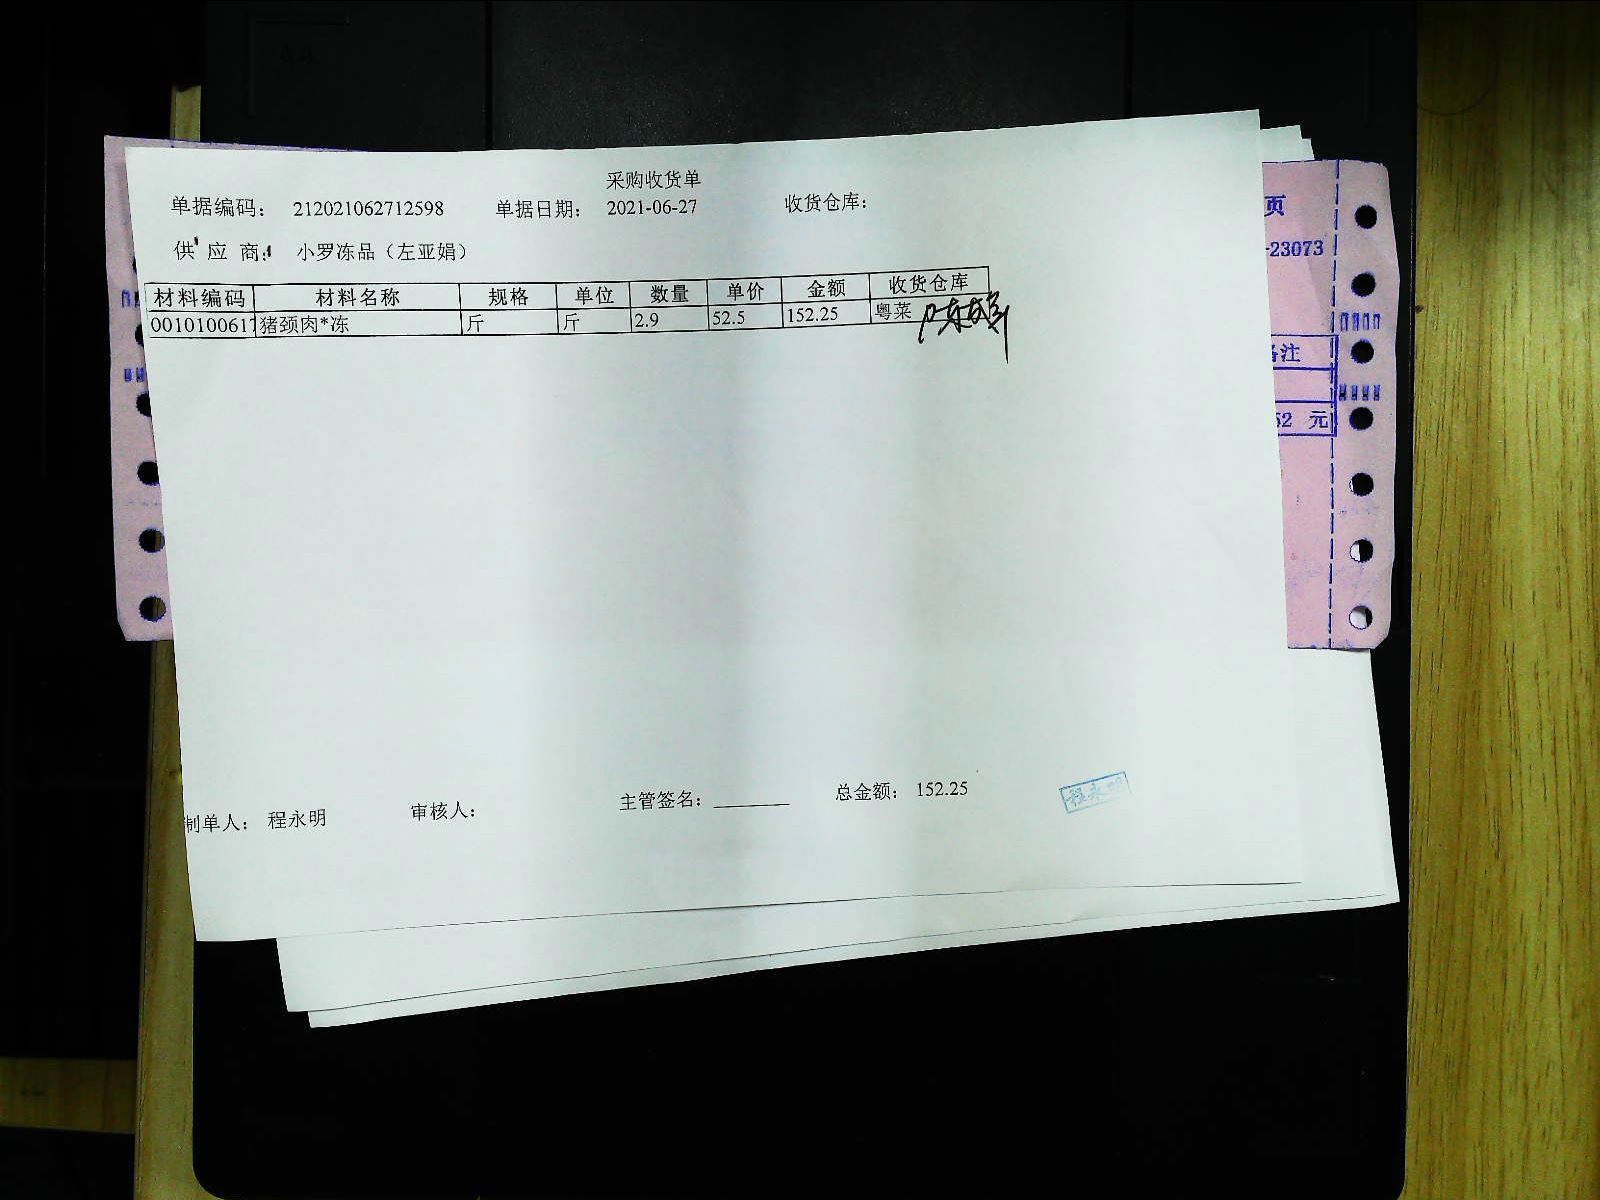 采购收货单
单据编码： 212021062712598 单据日期： 2021-06-27 收货仓库：
供 应 商： 小罗冻品（左亚娟）
材料编码 材料名称 规格 单位 数量 单价 金额 收货仓库
0010100617 猪颈肉*冻 斤 斤 2.9 52.5 152.25 粤菜
页
-23073
备注
52 元
制单人： 程永明 审核人： 主管签名： 总金额： 152.25
程永明